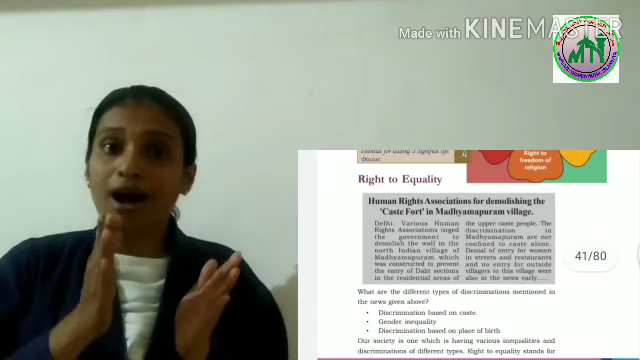 Made with KINEMASTER
MTN
essential for leading a dignified life.
discuss.
Right to
freedom of
religion
Right to Equality
Human Rights Associations for demolishing the
'Caste Fort' in Madhyamapuram village.
Delhi: Various Human
Rights Associations urged
the government to
demolish the wall in the
north Indian village of
Madhyamapuram which
was constructed to prevent
the entry of Dalit sections
in the residential areas of
the upper caste people. The
discrimination in
Madhyamapuram are not
confined to caste alone.
Denial of entry for women
in streets and restaurants
and no entry for outside
villagers to this village were
also in the news early.....
41/80
What are the different types of discriminations mentioned in
the news given above?
• Discrimination based on caste.
• Gender inequality
• Discrimination based on place of birth
Our society is one which is having various inequalities and
discriminations of different types. Right to equality stands for